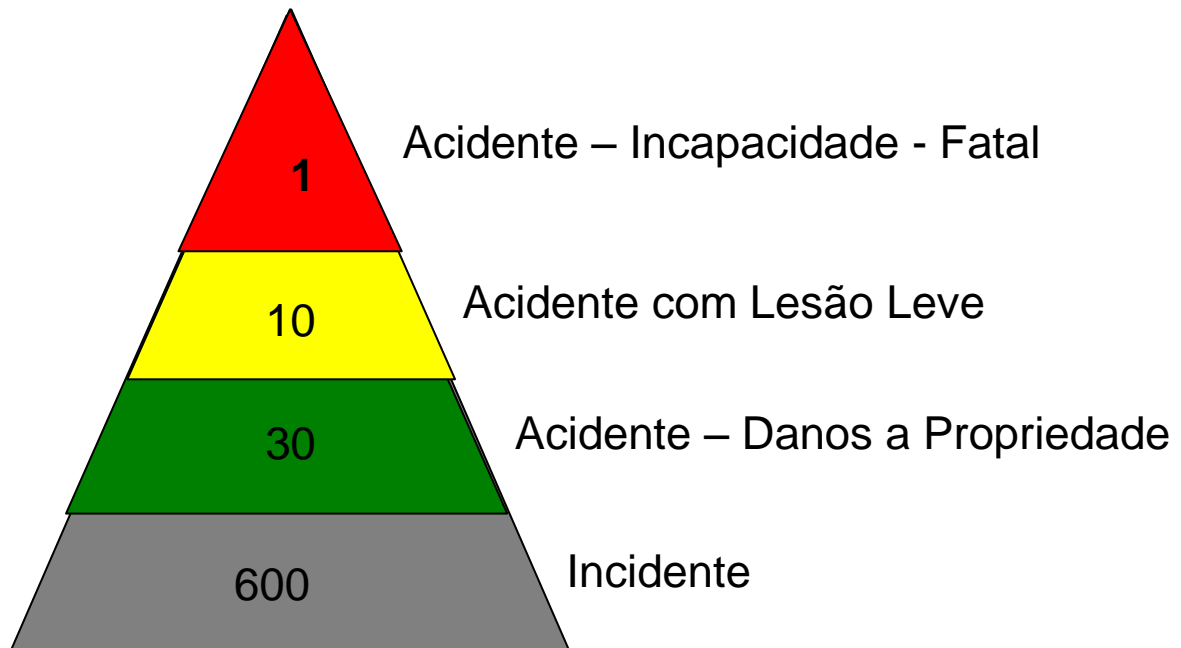 1
Acidente – Incapacidade - Fatal
10
Acidente com Lesão Leve
30
Acidente – Danos a Propriedade
600
Incidente